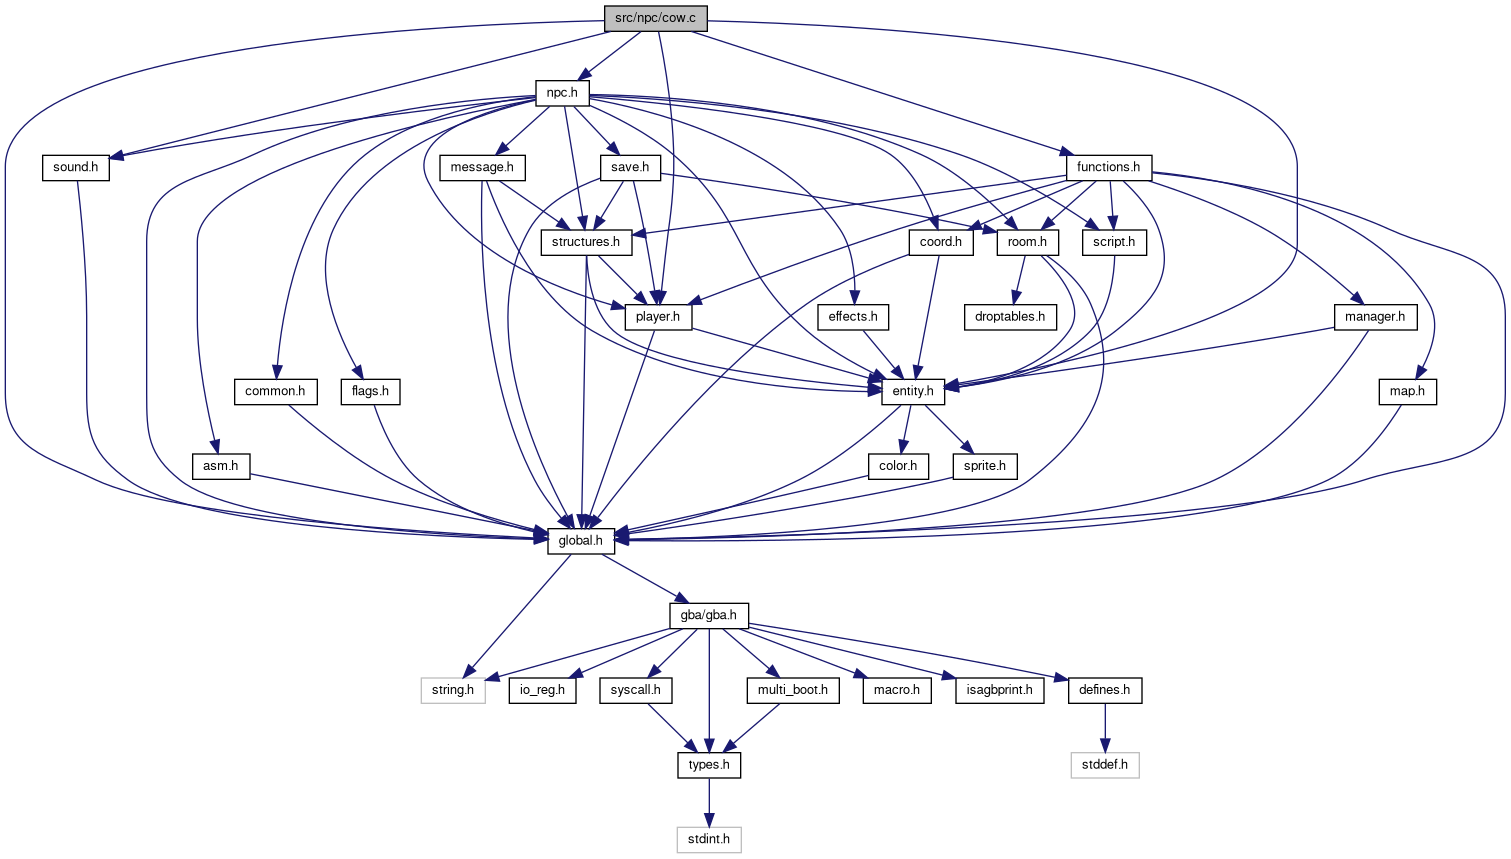 src/npc/cow.c
npc.h
sound.h
message.h
save.h
functions.h
structures.h
coord.h
room.h
script.h
player.h
effects.h
droptables.h
manager.h
common.h
flags.h
entity.h
map.h
asm.h
color.h
sprite.h
global.h
gba/gba.h
string.h
io_reg.h
syscall.h
multi_boot.h
macro.h
isagbprint.h
defines.h
types.h
stddef.h
stdint.h